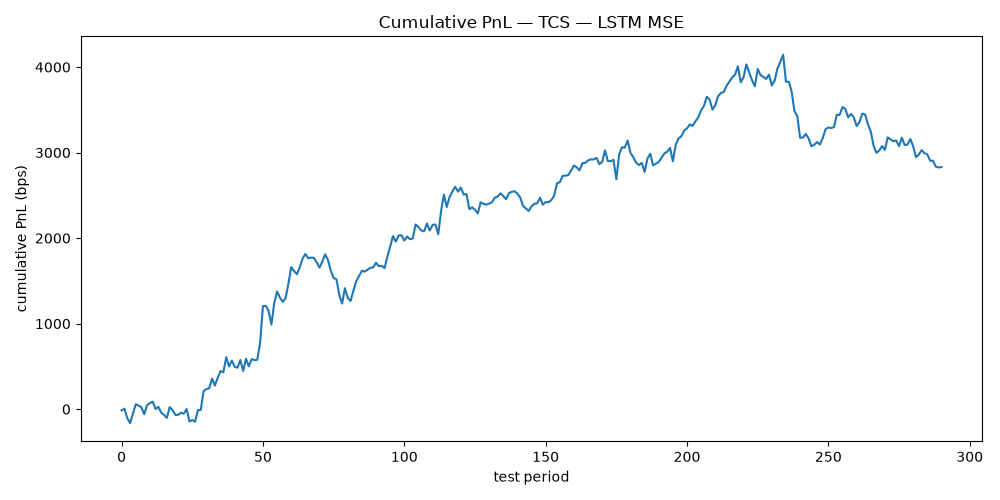 Cumulative PnL — TCS — LSTM MSE
cumulative PnL (bps)
4000
3000
2000
1000
0
0 50 100 150 200 250 300
test period